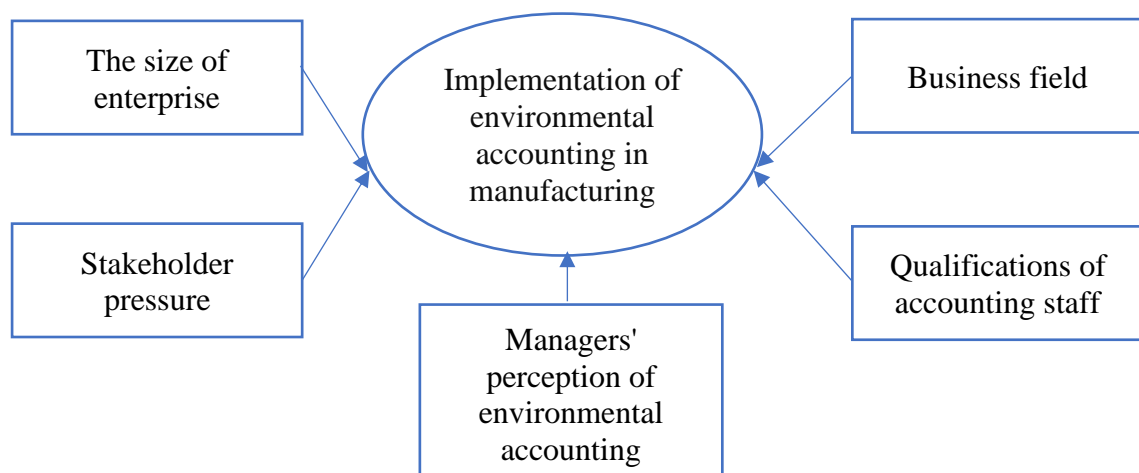 The size of
enterprise
Implementation of
environmental
accounting in
manufacturing
Business field
Stakeholder
pressure
Qualifications of
accounting staff
Managers'
perception of
environmental
accounting